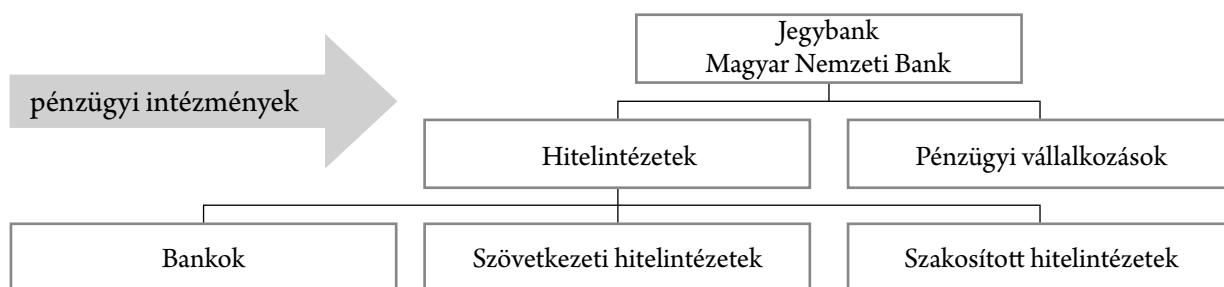 Jegybank
Magyar Nemzeti Bank
pénzügyi intézmények
Hitelintézetek
Pénzügyi vállalkozások
Bankok
Szövetkezeti hitelintézetek
Szakosított hitelintézetek